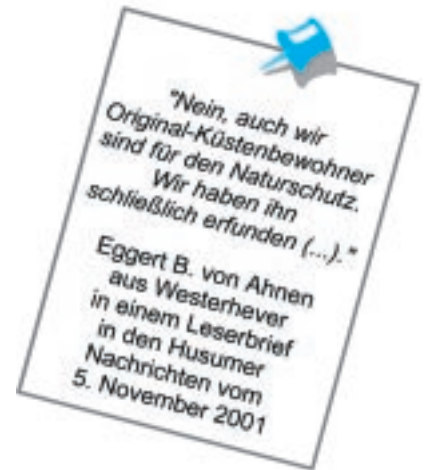 "Nein, auch wir
Original-Küstenbewohner
sind für den Naturschutz.
Wir haben ihn
schließlich erfunden (...)."
Eggert B. von Ahnen
aus Westerhever
in einem Leserbrief
in den Husumer
Nachrichten vom
5. November 2001